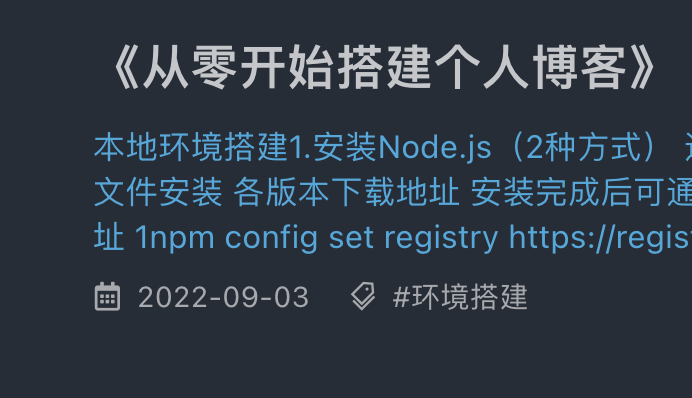 《从零开始搭建个人博客》
本地环境搭建1.安装Node.js（2种方式）
文件安装 各版本下载地址 安装完成后可通
址 1npm config set registry https://regis
2022-09-03 #环境搭建